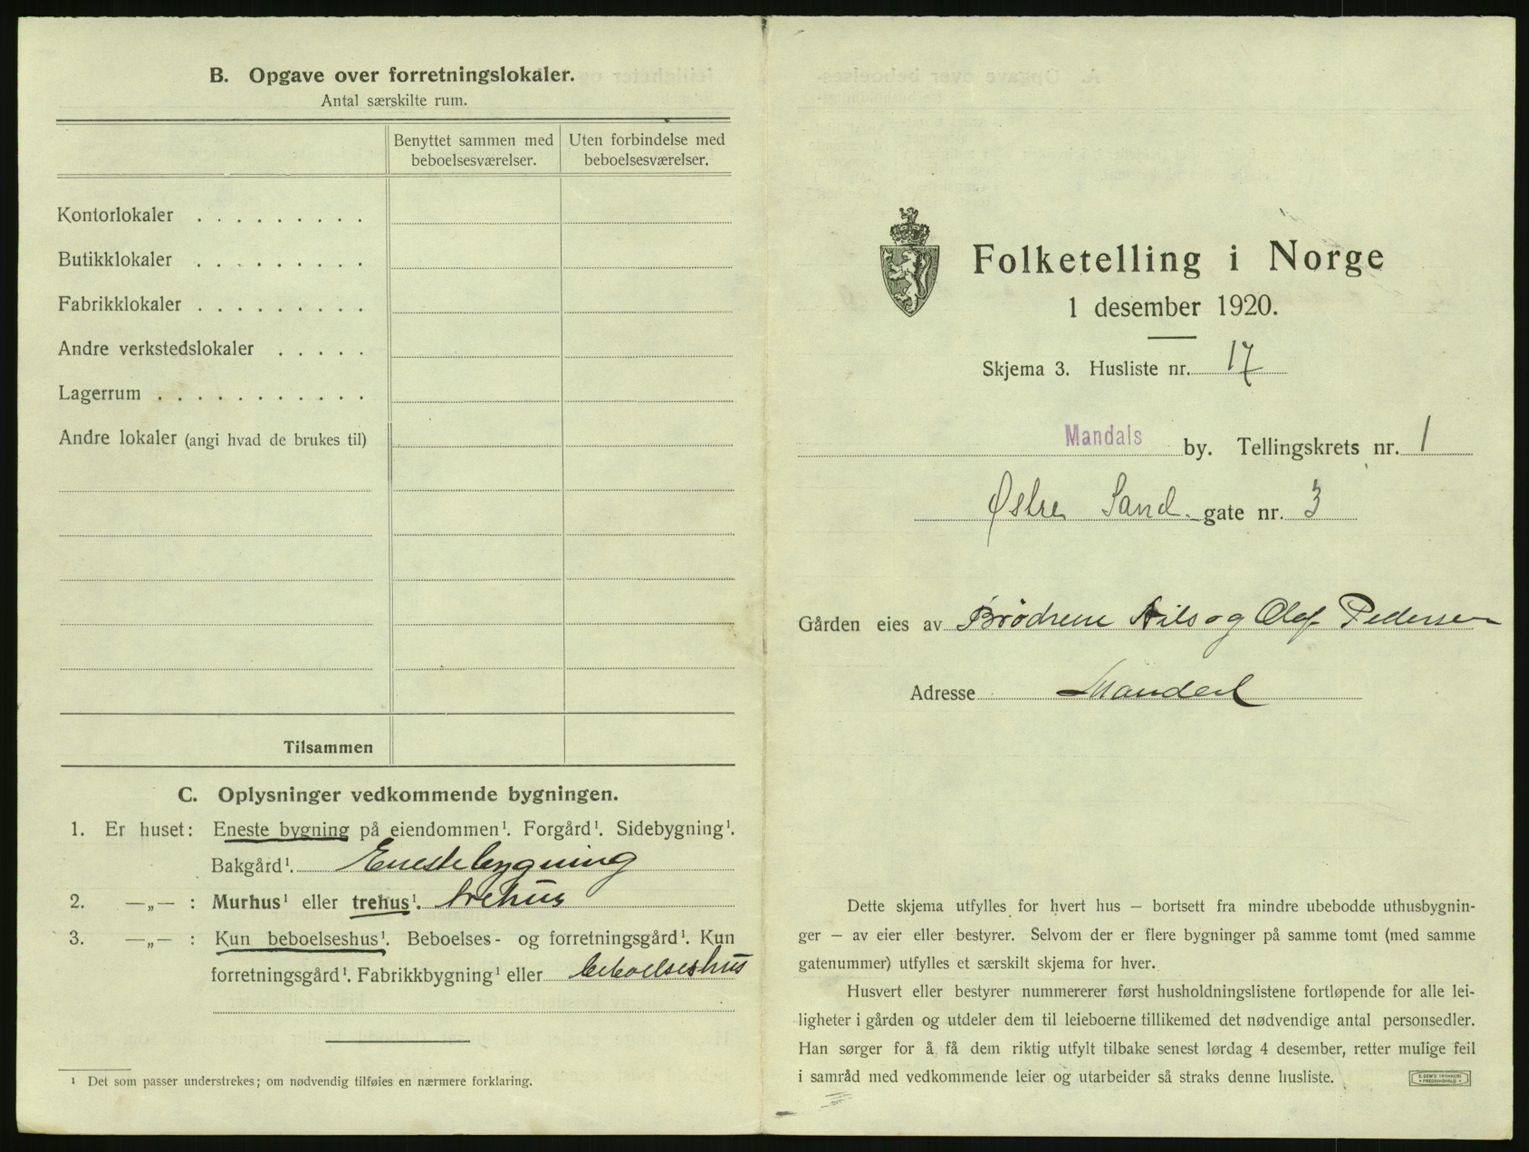 B. Opgave over forretningslokaler.
Antal særskilte rum.
Benyttet sammen med beboelsesværelser.
Uten forbindelse med beboelsesværelser.
Kontorlokaler . . . . . . . . .
Butikklokaler . . . . . . . . .
Fabrikklokaler . . . . . . . . .
Andre verkstedslokaler . . . . .
Lagerrum . . . . . . . . . . .
Andre lokaler (angi hvad de brukes til)
Tilsammen
C. Oplysninger vedkommende bygningen.
1. Er huset: Eneste bygning på eiendommen¹. Forgård¹. Sidebygning¹.
Bakgård¹. Enestebygning
2. —„— : Murhus¹ eller trehus¹. trehus
3. —„— : Kun beboelseshus¹. Beboelses- og forretningsgård¹. Kun
forretningsgård¹. Fabrikkbygning¹ eller beboelseshus
¹ Det som passer understrekes; om nødvendig tilføies en nærmere forklaring.
Folketelling i Norge
1 desember 1920.
Skjema 3. Husliste nr. 17
Mandals by. Tellingskrets nr. 1
Østre Sand- gate nr. 3
Gården eies av Brödrene Nils og Olaf Pedersen
Adresse Mandal
Dette skjema utfylles for hvert hus – bortsett fra mindre ubebodde uthusbygnin-
ger – av eier eller bestyrer. Selvom der er flere bygninger på samme tomt (med samme
gatenummer) utfylles et særskilt skjema for hver.
Husvert eller bestyrer nummererer først husholdningslistene fortløpende for alle lei-
ligheter i gården og utdeler dem til leieboerne tillikemed det nødvendige antal personsedler.
Han sørger for å få dem riktig utfylt tilbake senest lørdag 4 desember, retter mulige feil
i samråd med vedkommende leier og utarbeider så straks denne husliste.